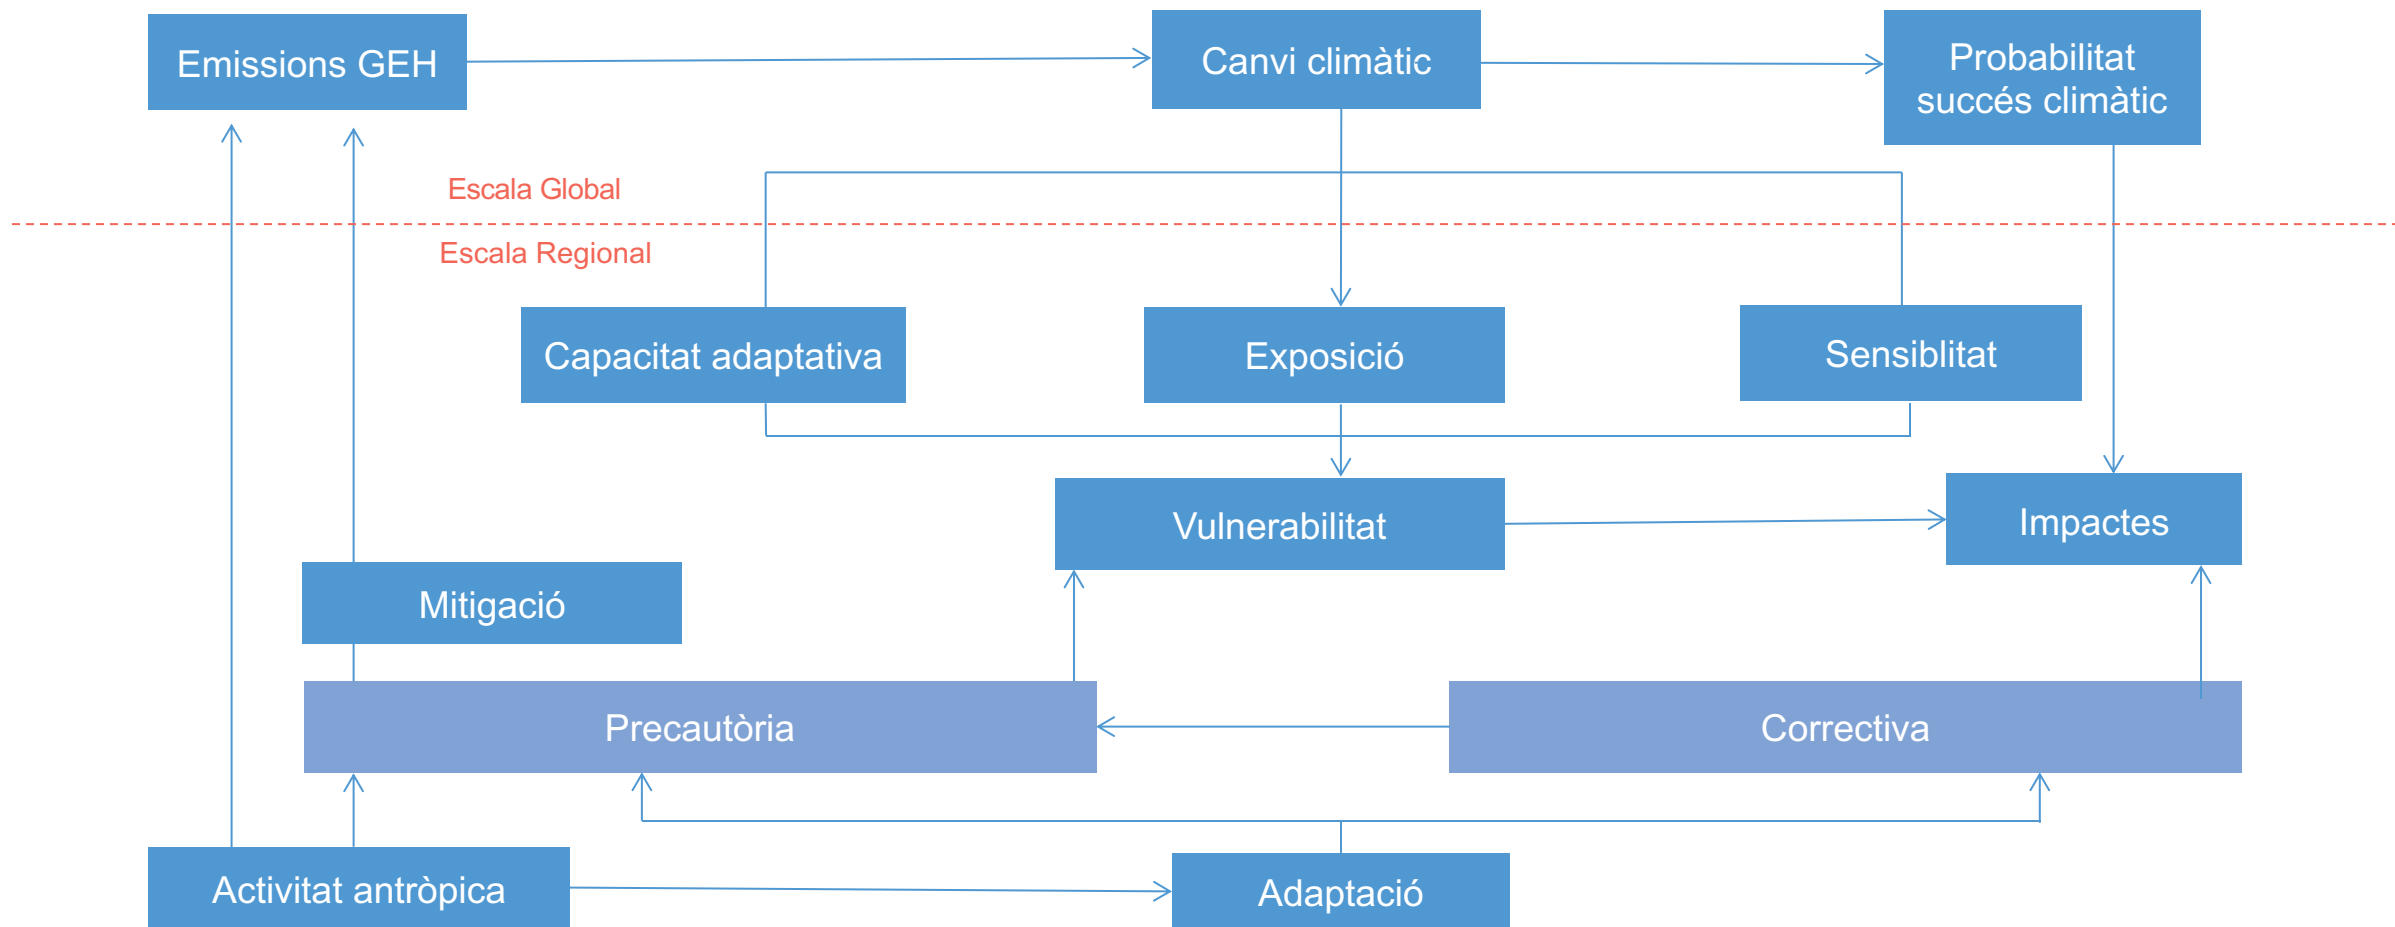 Emissions GEH
Canvi climàtic
Probabilitat
succés climàtic
Escala Global
Escala Regional
Capacitat adaptativa
Exposició
Sensiblitat
Vulnerabilitat
Impactes
Mitigació
Precautòria
Correctiva
Activitat antròpica
Adaptació